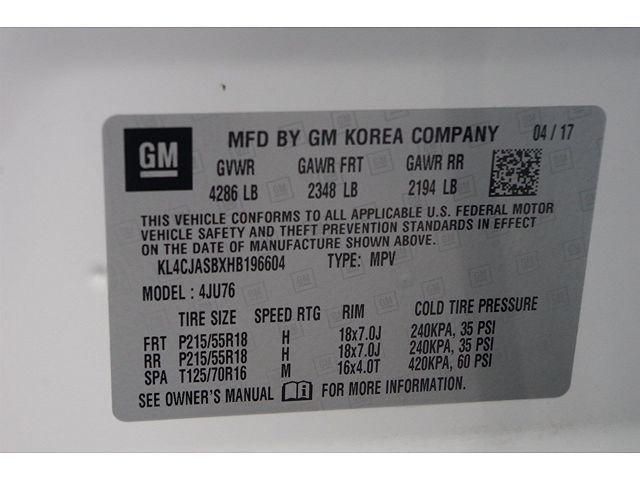 GM MFD BY GM KOREA COMPANY 04 / 17
GVWR GAWR FRT GAWR RR
4286 LB 2348 LB 2194 LB
THIS VEHICLE CONFORMS TO ALL APPLICABLE U.S. FEDERAL MOTOR
VEHICLE SAFETY AND THEFT PREVENTION STANDARDS IN EFFECT
ON THE DATE OF MANUFACTURE SHOWN ABOVE.
KL4CJASBXHB196604 TYPE: MPV
MODEL : 4JU76
TIRE SIZE SPEED RTG RIM COLD TIRE PRESSURE
FRT P215/55R18 H 18x7.0J 240KPA, 35 PSI
RR P215/55R18 H 18x7.0J 240KPA, 35 PSI
SPA T125/70R16 M 16x4.0T 420KPA, 60 PSI
SEE OWNER'S MANUAL FOR MORE INFORMATION.